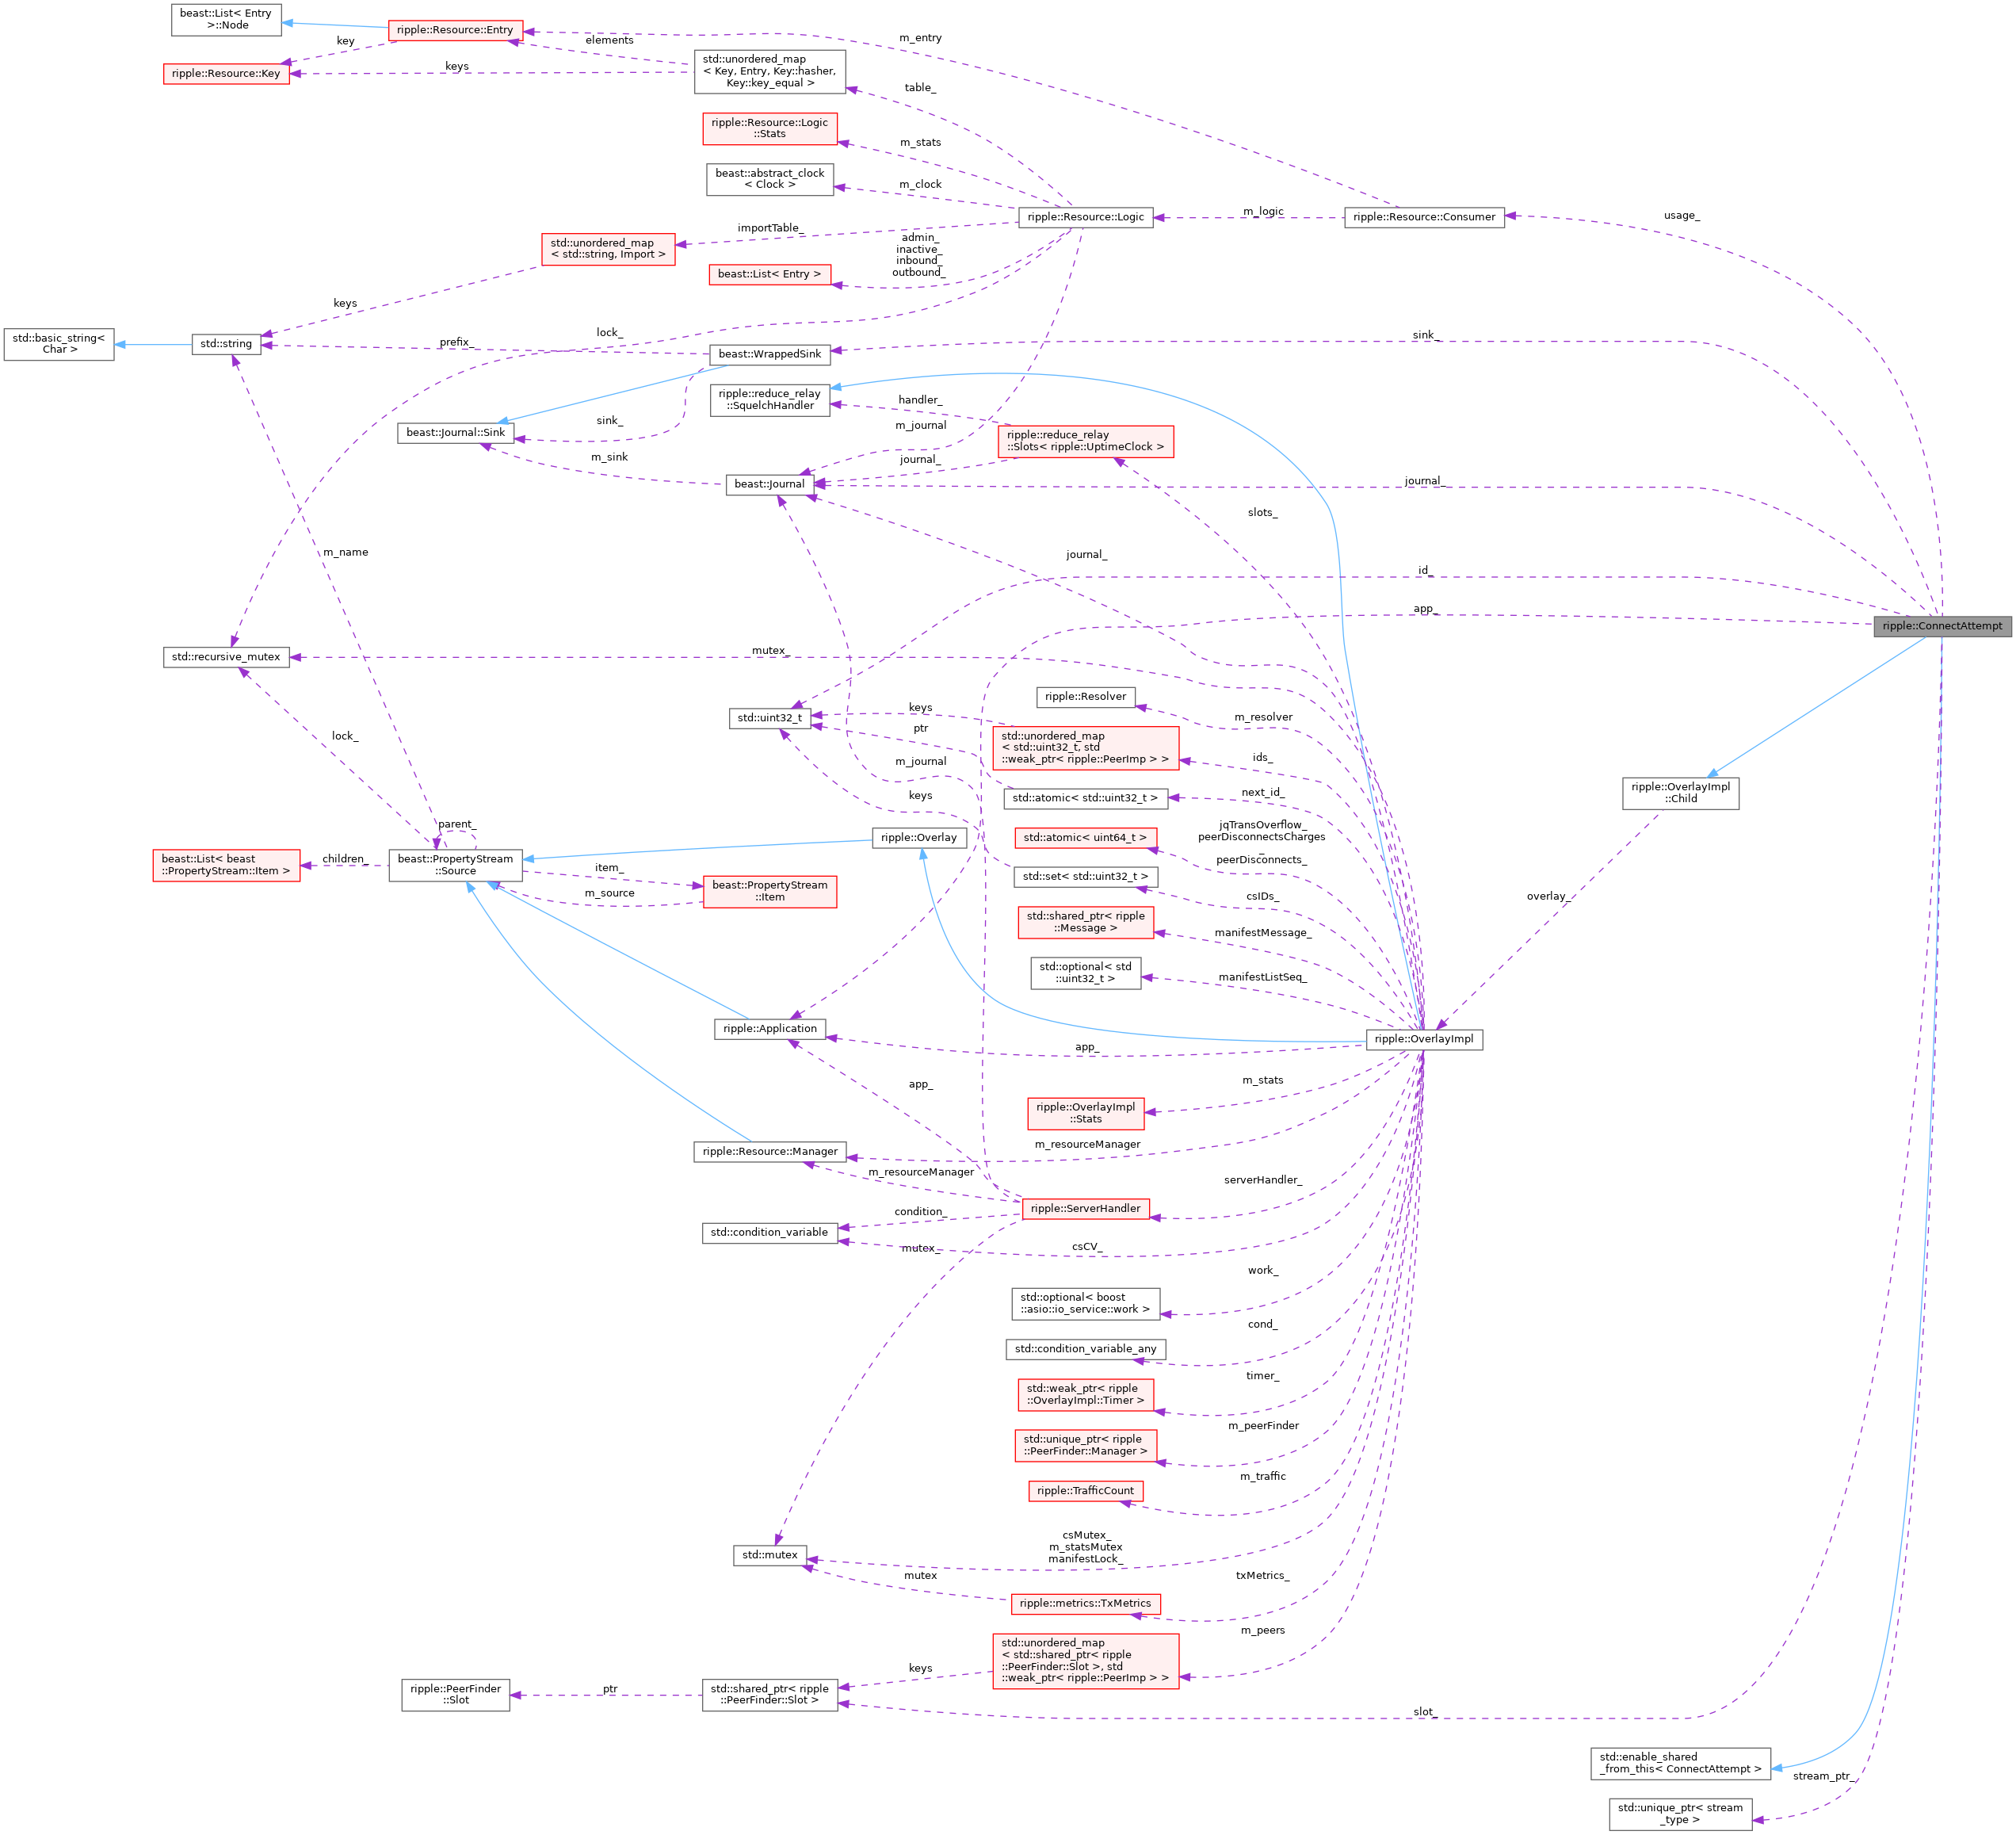 beast::List< Entry
>::Node
ripple::Resource::Entry
m_entry
key
elements
ripple::Resource::Key
keys
std::unordered_map
< Key, Entry, Key::hasher,
Key::key_equal >
table_
ripple::Resource::Logic
::Stats
m_stats
beast::abstract_clock
< Clock >
m_clock
ripple::Resource::Logic
m_logic
ripple::Resource::Consumer
usage_
importTable_
std::unordered_map
< std::string, Import >
admin_
inactive_
inbound_
outbound_
beast::List< Entry >
keys
lock_
std::basic_string<
Char >
std::string
prefix_
beast::WrappedSink
sink_
ripple::reduce_relay
::SquelchHandler
handler_
beast::Journal::Sink
sink_
m_journal
ripple::reduce_relay
::Slots< ripple::UptimeClock >
m_sink
journal_
beast::Journal
journal_
slots_
m_name
journal_
id_
app_
ripple::ConnectAttempt
std::recursive_mutex
mutex_
ripple::Resolver
m_resolver
std::uint32_t
keys
ptr
std::unordered_map
< std::uint32_t, std
::weak_ptr< ripple::PeerImp > >
ids_
lock_
m_journal
keys
std::atomic< std::uint32_t >
next_id_
ripple::OverlayImpl
::Child
parent_
ripple::Overlay
std::atomic< uint64_t >
jqTransOverflow_
peerDisconnectsCharges
_
peerDisconnects_
beast::List< beast
::PropertyStream::Item >
children_
beast::PropertyStream
::Source
item_
m_source
beast::PropertyStream
::Item
std::set< std::uint32_t >
csIDs_
overlay_
std::shared_ptr< ripple
::Message >
manifestMessage_
std::optional< std
::uint32_t >
manifestListSeq_
ripple::Application
app_
ripple::OverlayImpl
app_
ripple::OverlayImpl
::Stats
m_stats
ripple::Resource::Manager
m_resourceManager
m_resourceManager
ripple::ServerHandler
serverHandler_
std::condition_variable
condition_
mutex_
csCV_
std::optional< boost
::asio::io_service::work >
work_
std::condition_variable_any
cond_
std::weak_ptr< ripple
::OverlayImpl::Timer >
timer_
std::unique_ptr< ripple
::PeerFinder::Manager >
m_peerFinder
ripple::TrafficCount
m_traffic
std::mutex
csMutex_
m_statsMutex
manifestLock_
mutex
ripple::metrics::TxMetrics
txMetrics_
std::unordered_map
< std::shared_ptr< ripple
::PeerFinder::Slot >, std
::weak_ptr< ripple::PeerImp > >
m_peers
keys
ripple::PeerFinder
::Slot
ptr
std::shared_ptr< ripple
::PeerFinder::Slot >
slot_
std::enable_shared
_from_this< ConnectAttempt >
stream_ptr_
std::unique_ptr< stream
_type >